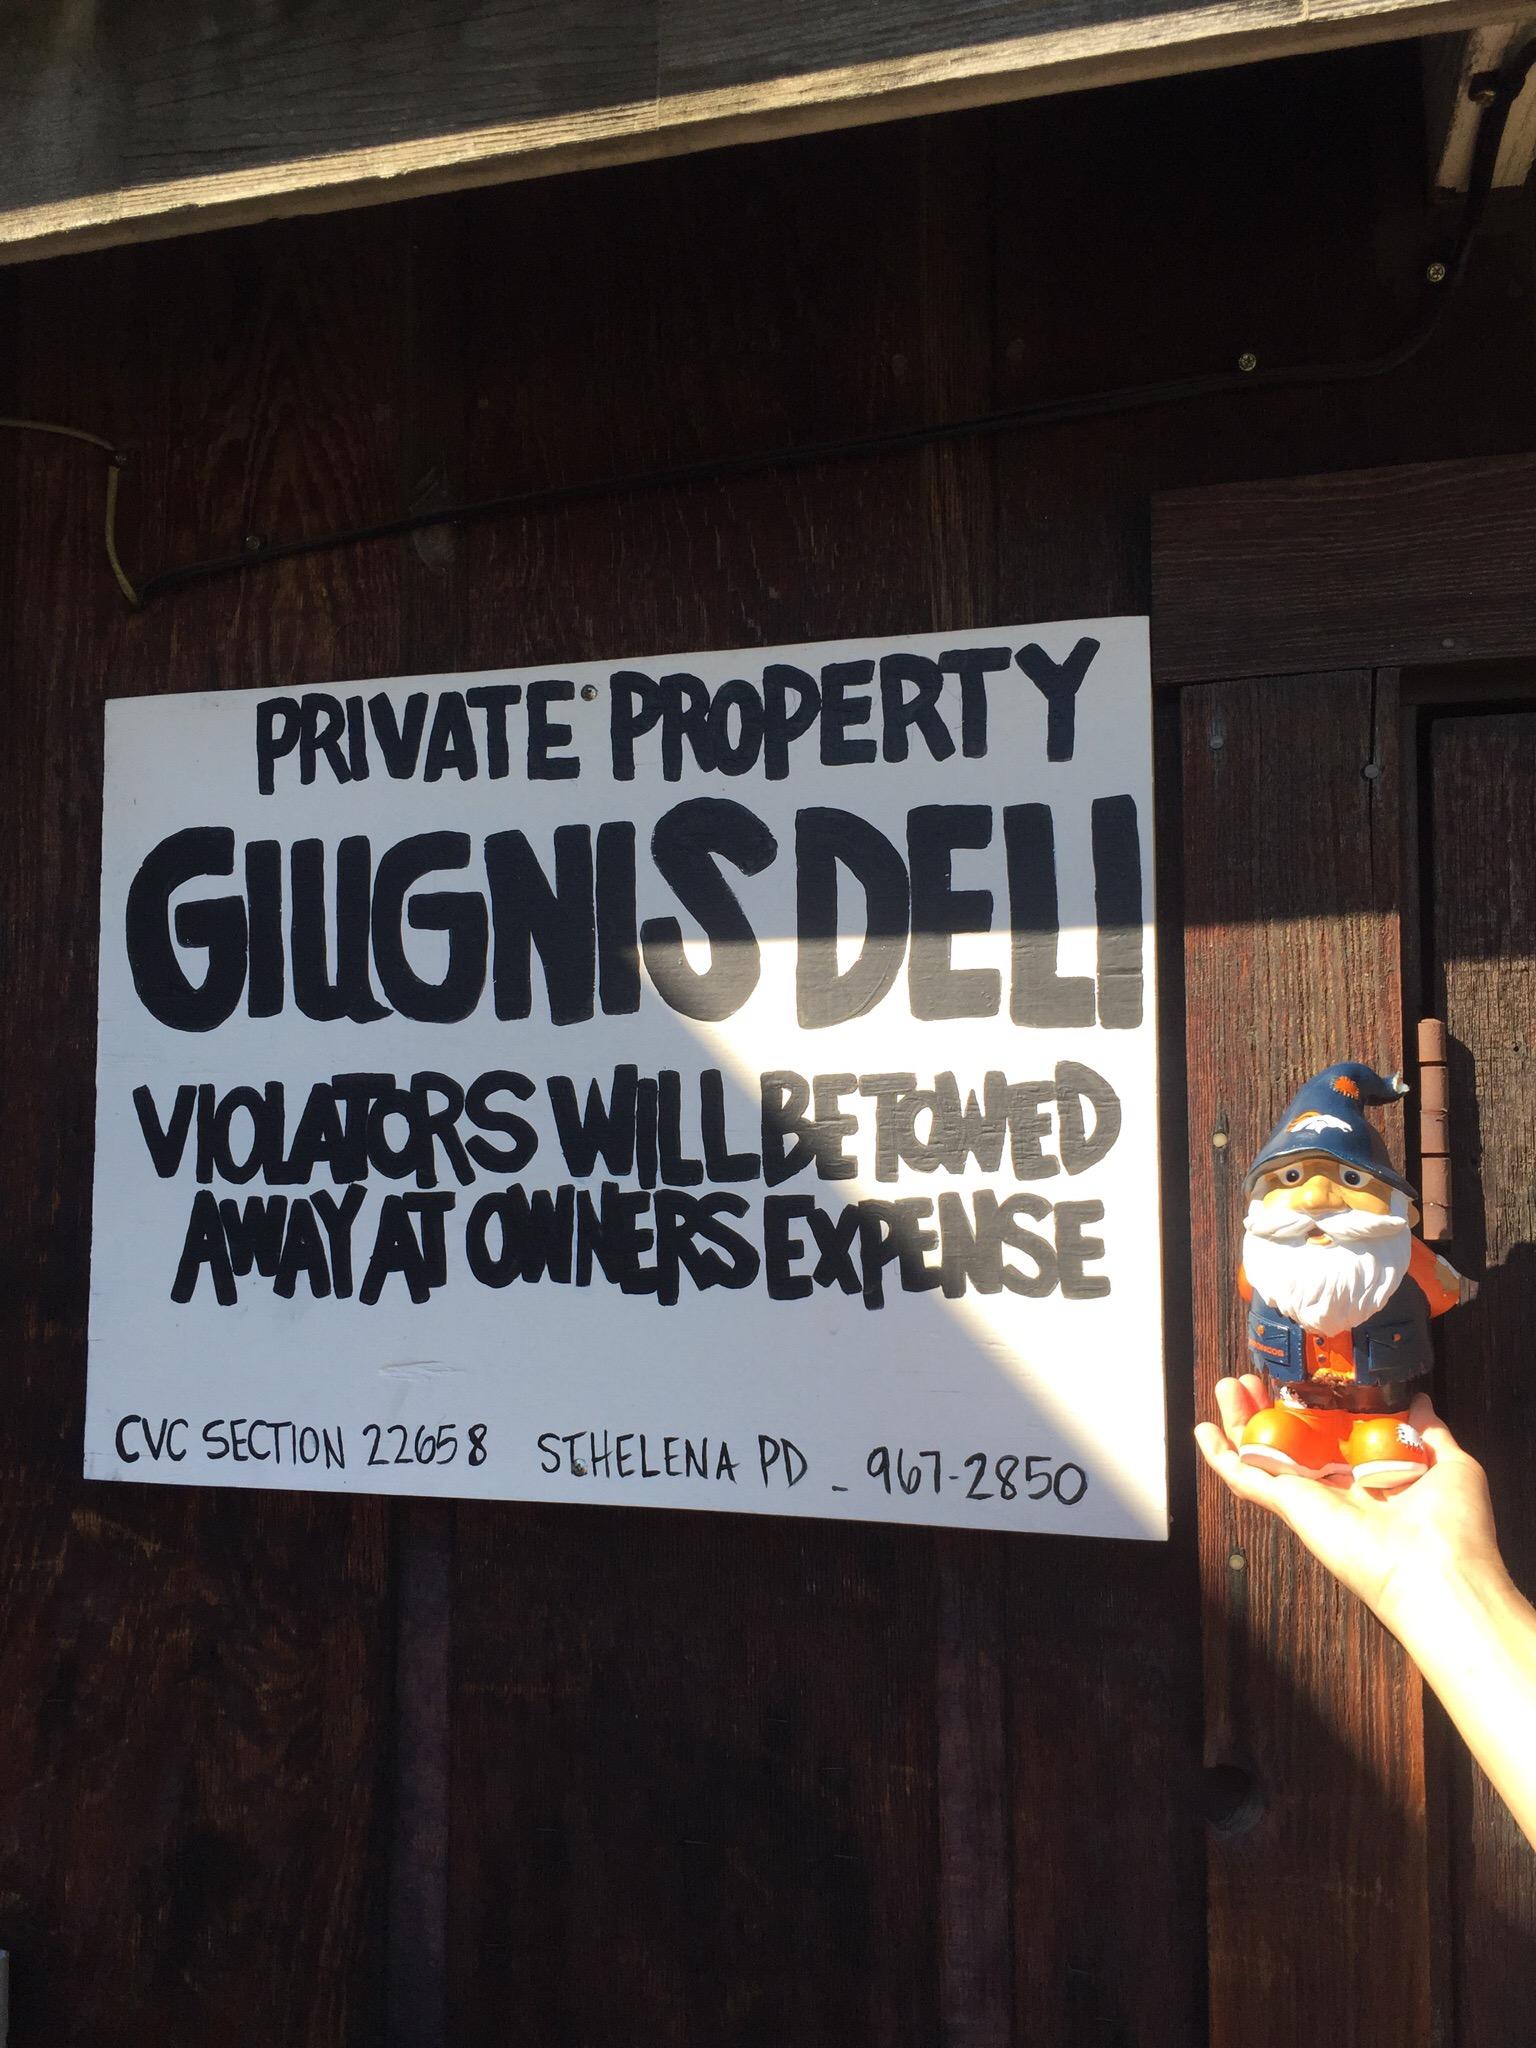 PRIVATE PROPERTY
GIUGNIS DELI
VIOLATORS WILL BE TOWED
AWAY AT OWNERS EXPENSE
CVC SECTION 22658 ST.HELENA PD - 967-2850
BRONCOS